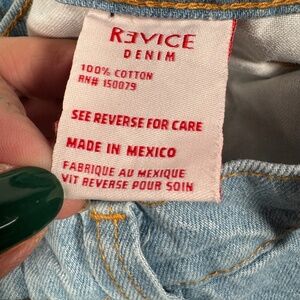 REVICE
DENIM
100% COTTON
RN# 150079
SEE REVERSE FOR CARE
MADE IN MEXICO
FABRIQUE AU MEXIQUE
VIT REVERSE POUR SOIN